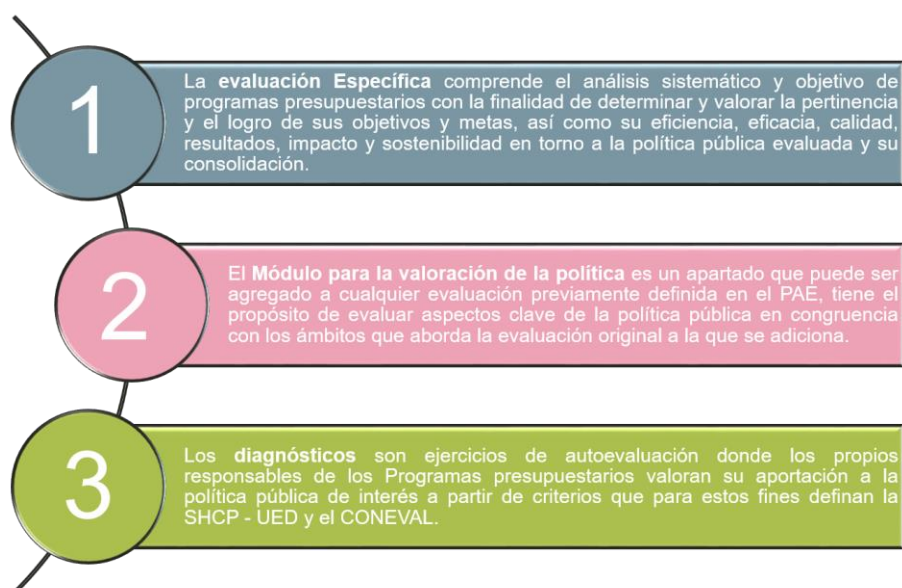 1
La evaluación Específica comprende el análisis sistemático y objetivo de
programas presupuestarios con la finalidad de determinar y valorar la pertinencia
y el logro de sus objetivos y metas, así como su eficiencia, eficacia, calidad,
resultados, impacto y sostenibilidad en torno a la política pública evaluada y su
consolidación.
2
El Módulo para la valoración de la política es un apartado que puede ser
agregado a cualquier evaluación previamente definida en el PAE, tiene el
propósito de evaluar aspectos clave de la política pública en congruencia
con los ámbitos que aborda la evaluación original a la que se adiciona.
3
Los diagnósticos son ejercicios de autoevaluación donde los propios
responsables de los Programas presupuestarios valoran su aportación a la
política pública de interés a partir de criterios que para estos fines definan la
SHCP - UED y el CONEVAL.